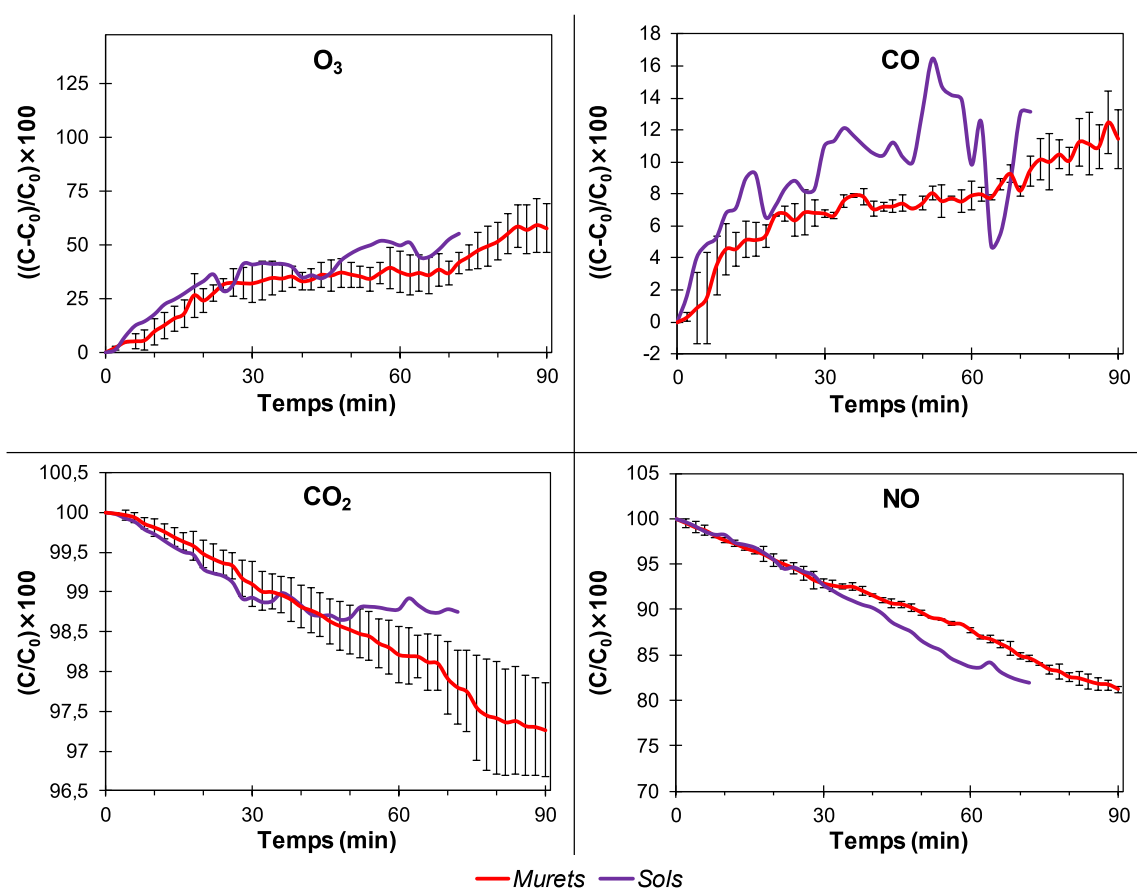 O₃
((C-C₀)/C₀)×100
125
100
75
50
25
0
0 30 60 90
Temps (min)
CO
((C-C₀)/C₀)×100
18
16
14
12
10
8
6
4
2
0
-2
0 30 60 90
Temps (min)
CO₂
(C/C₀)×100
100,5
100
99,5
99
98,5
98
97,5
97
96,5
0 30 60 90
Temps (min)
NO
(C/C₀)×100
105
100
95
90
85
80
75
70
0 30 60 90
Temps (min)
Murets Sols